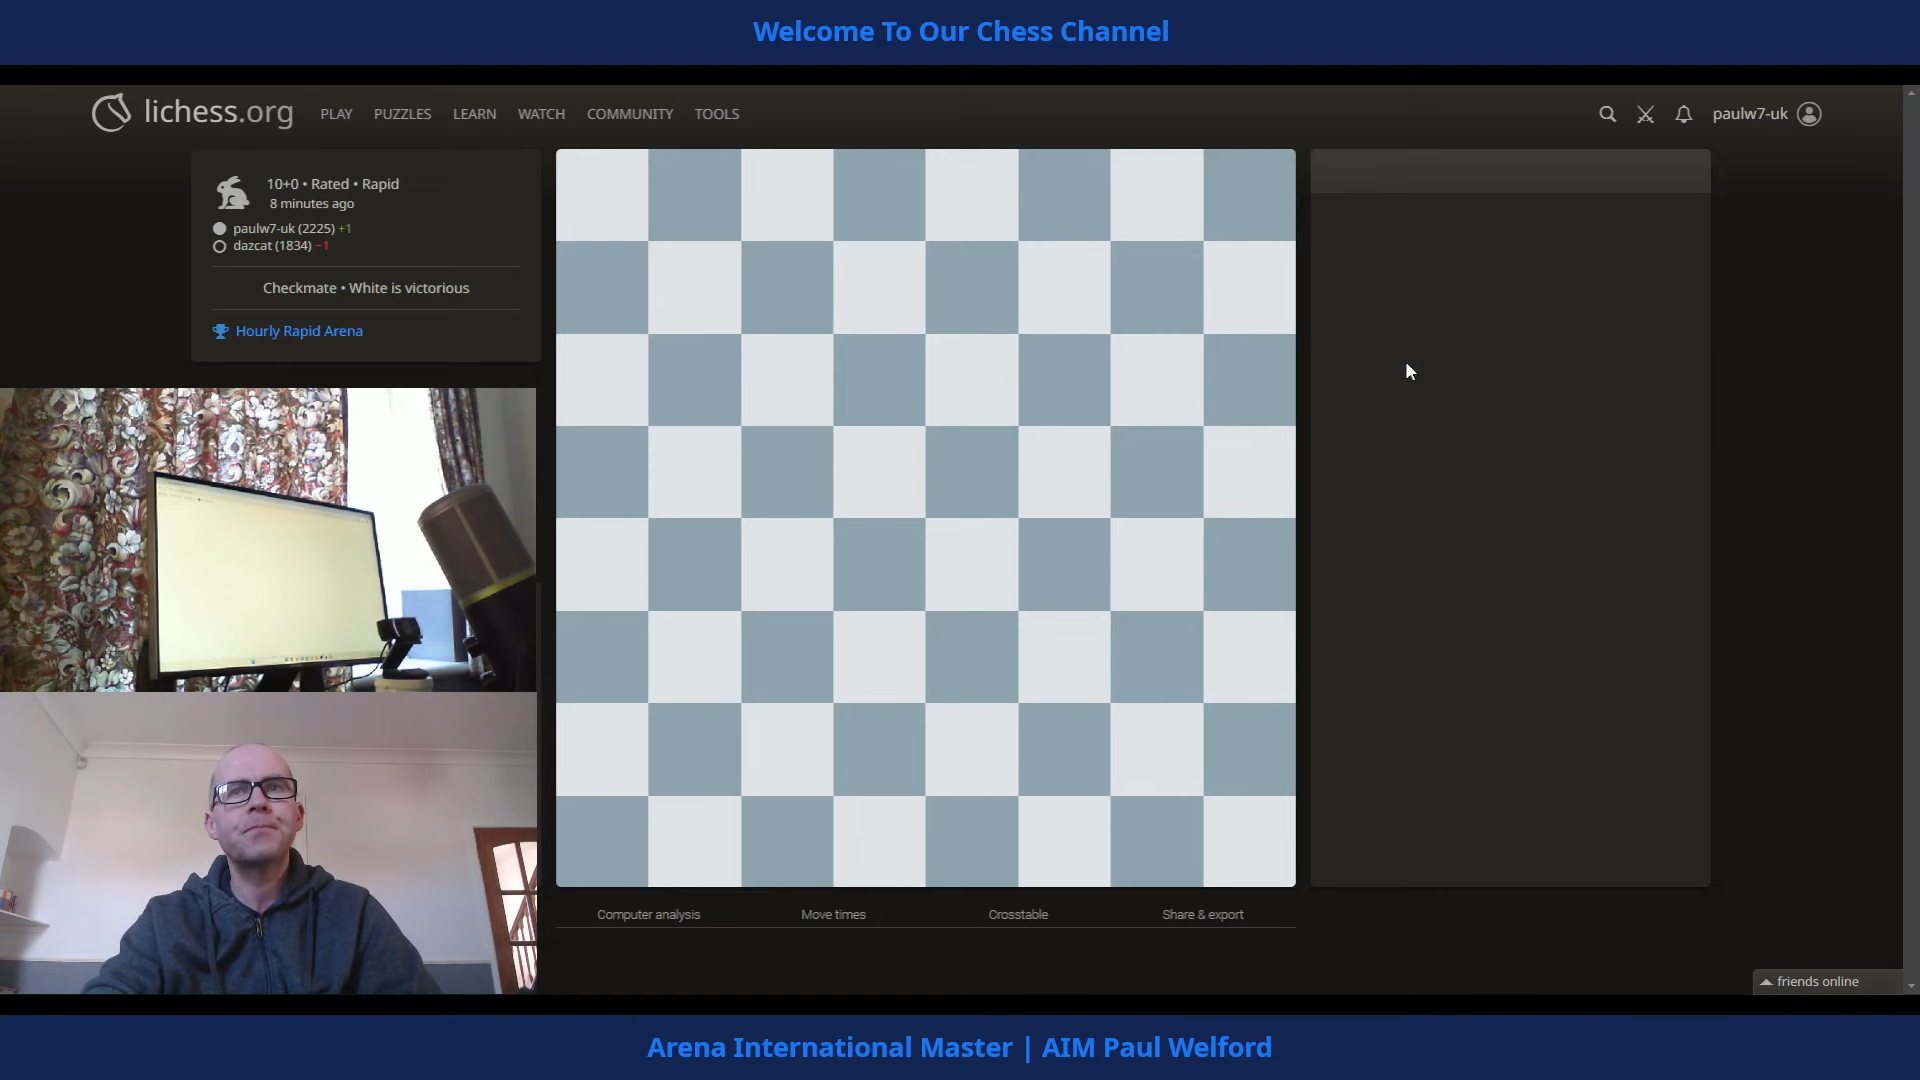 Welcome To Our Chess Channel
lichess.org PLAY PUZZLES LEARN WATCH COMMUNITY TOOLS paulw7-uk
10+0 • Rated • Rapid
8 minutes ago
paulw7-uk (2225) +1
dazcat (1834) −1
Checkmate • White is victorious
Hourly Rapid Arena
Computer analysis Move times Crosstable Share & export
friends online
Arena International Master | AIM Paul Welford